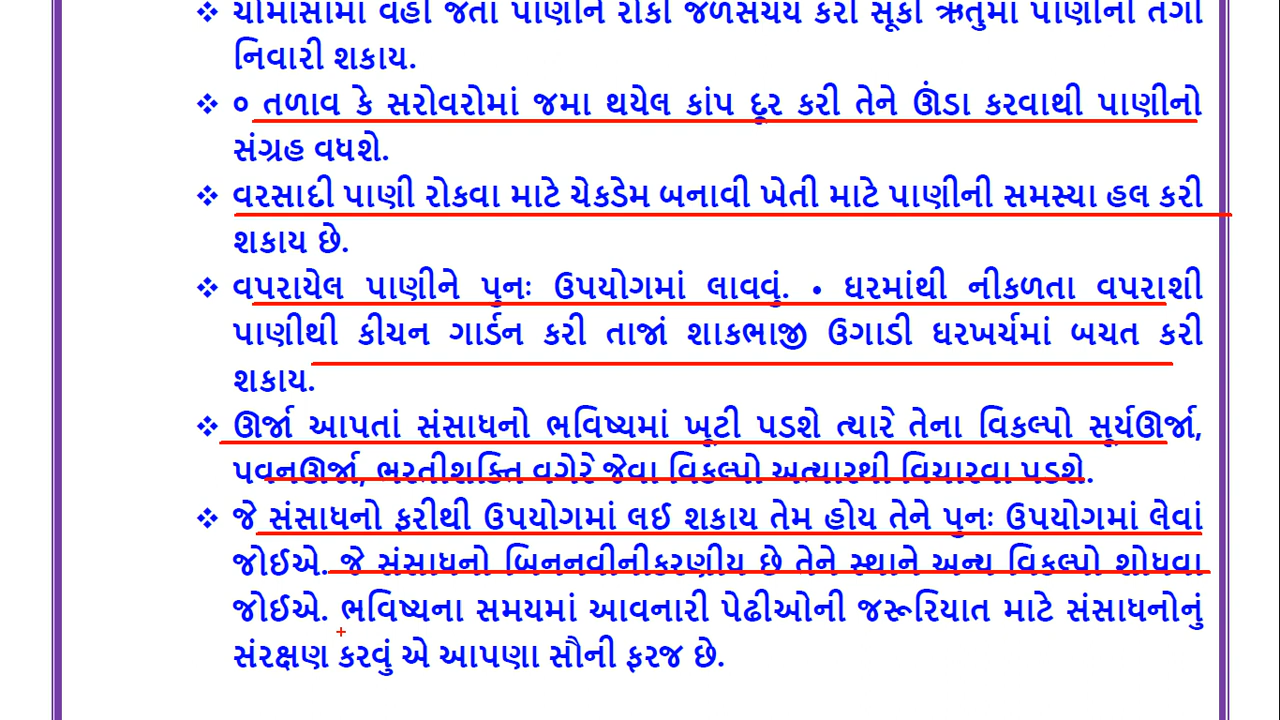 ❖ ચોમાસામાં વહી જતા પાણીને રોકી જળસંચય કરી સૂકી ઋતુમાં પાણીની તંગી
નિવારી શકાય.
❖ ૦ તળાવ કે સરોવરોમાં જમા થયેલ કાંપ દૂર કરી તેને ઊંડા કરવાથી પાણીનો
સંગ્રહ વધશે.
❖ વરસાદી પાણી રોકવા માટે ચેકડેમ બનાવી ખેતી માટે પાણીની સમસ્યા હલ કરી
શકાય છે.
❖ વપરાયેલ પાણીને પુનઃ ઉપયોગમાં લાવવું. • ઘરમાંથી નીકળતા વપરાશી
પાણીથી કીચન ગાર્ડન કરી તાજાં શાકભાજી ઉગાડી ઘરખર્ચમાં બચત કરી
શકાય.
❖ ઊર્જા આપતાં સંસાધનો ભવિષ્યમાં ખૂટી પડશે ત્યારે તેના વિકલ્પો સૂર્યઊર્જા,
પવનઊર્જા, ભરતીશક્તિ વગેરે જેવા વિકલ્પો અત્યારથી વિચારવા પડશે.
❖ જે સંસાધનો ફરીથી ઉપયોગમાં લઈ શકાય તેમ હોય તેને પુનઃ ઉપયોગમાં લેવાં
જોઈએ. જે સંસાધનો બિનનવીનીકરણીય છે તેને સ્થાને અન્ય વિકલ્પો શોધવા
જોઈએ. ભવિષ્યના સમયમાં આવનારી પેઢીઓની જરૂરિયાત માટે સંસાધનોનું
સંરક્ષણ કરવું એ આપણા સૌની ફરજ છે.